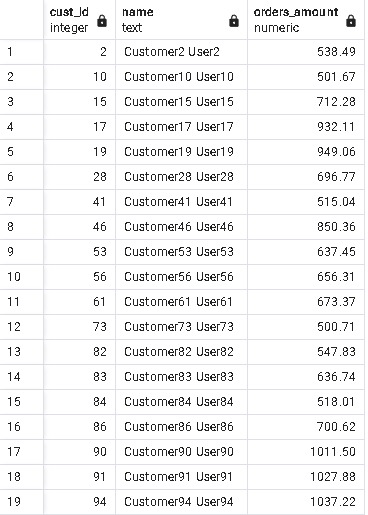 cust_id name orders_amount
integer text numeric
1 2 Customer2 User2 538.49
2 10 Customer10 User10 501.67
3 15 Customer15 User15 712.28
4 17 Customer17 User17 932.11
5 19 Customer19 User19 949.06
6 28 Customer28 User28 696.77
7 41 Customer41 User41 515.04
8 46 Customer46 User46 850.36
9 53 Customer53 User53 637.45
10 56 Customer56 User56 656.31
11 61 Customer61 User61 673.37
12 73 Customer73 User73 500.71
13 82 Customer82 User82 547.83
14 83 Customer83 User83 636.74
15 84 Customer84 User84 518.01
16 86 Customer86 User86 700.62
17 90 Customer90 User90 1011.50
18 91 Customer91 User91 1027.88
19 94 Customer94 User94 1037.22